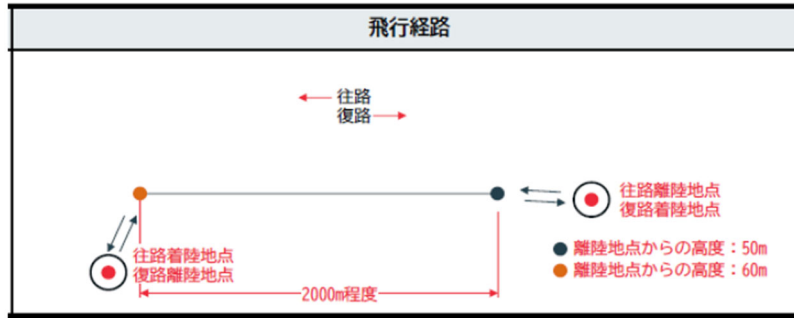 飛行経路
往路
復路
往路離陸地点
復路着陸地点
離陸地点からの高度：50m
離陸地点からの高度：60m
往路着陸地点
復路離陸地点
2000m程度